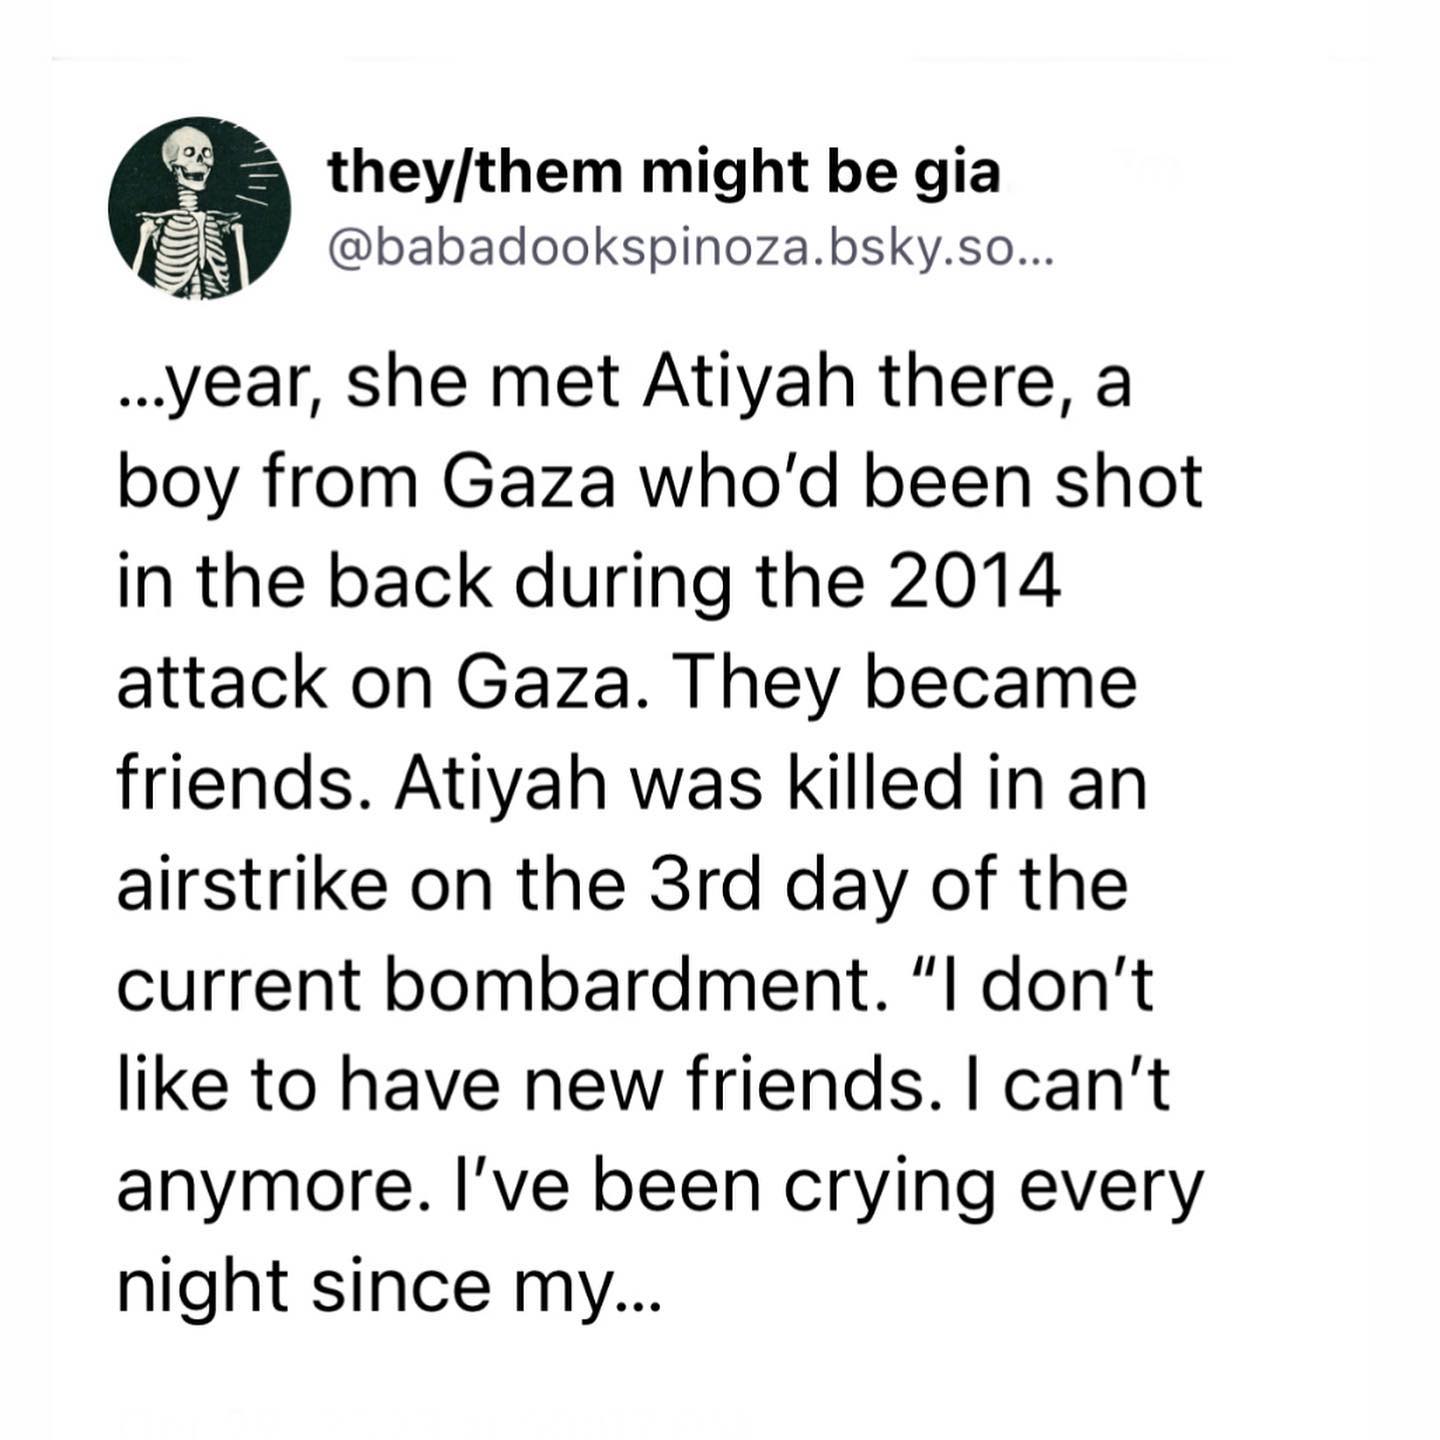 they/them might be gia
@babadookspinoza.bsky.so...
...year, she met Atiyah there, a
boy from Gaza who’d been shot
in the back during the 2014
attack on Gaza. They became
friends. Atiyah was killed in an
airstrike on the 3rd day of the
current bombardment. “I don’t
like to have new friends. I can’t
anymore. I’ve been crying every
night since my...